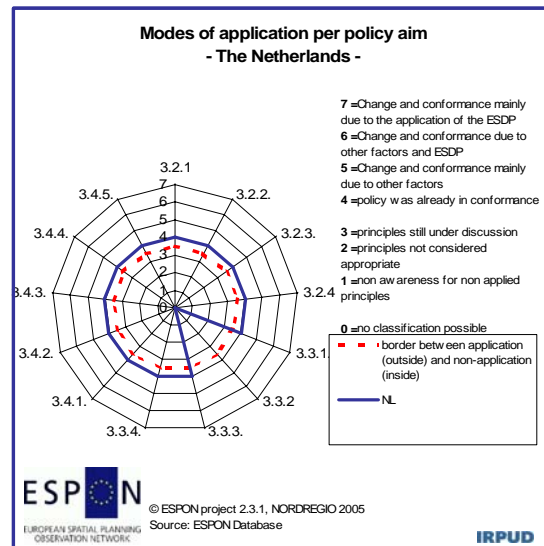 Modes of application per policy aim
- The Netherlands -
7 =Change and conformance mainly
due to the application of the ESDP
6 =Change and conformance due to
other factors and ESDP
5 =Change and conformance mainly
due to other factors
4 =policy was already in conformance
3 =principles still under discussion
2 =principles not considered
appropriate
1 =non awareness for non applied
principles
0 =no classification possible
border between application
(outside) and non-application
(inside)
NL
3.2.1
3.2.2.
3.2.3.
3.2.4
3.3.1.
3.3.2
3.3.3.
3.3.4.
3.4.1.
3.4.2.
3.4.3.
3.4.4.
3.4.5.
7
6
5
4
3
2
1
0
ESPON
EUROPEAN SPATIAL PLANNING
OBSERVATION NETWORK
© ESPON project 2.3.1, NORDREGIO 2005
Source: ESPON Database
IRPUD